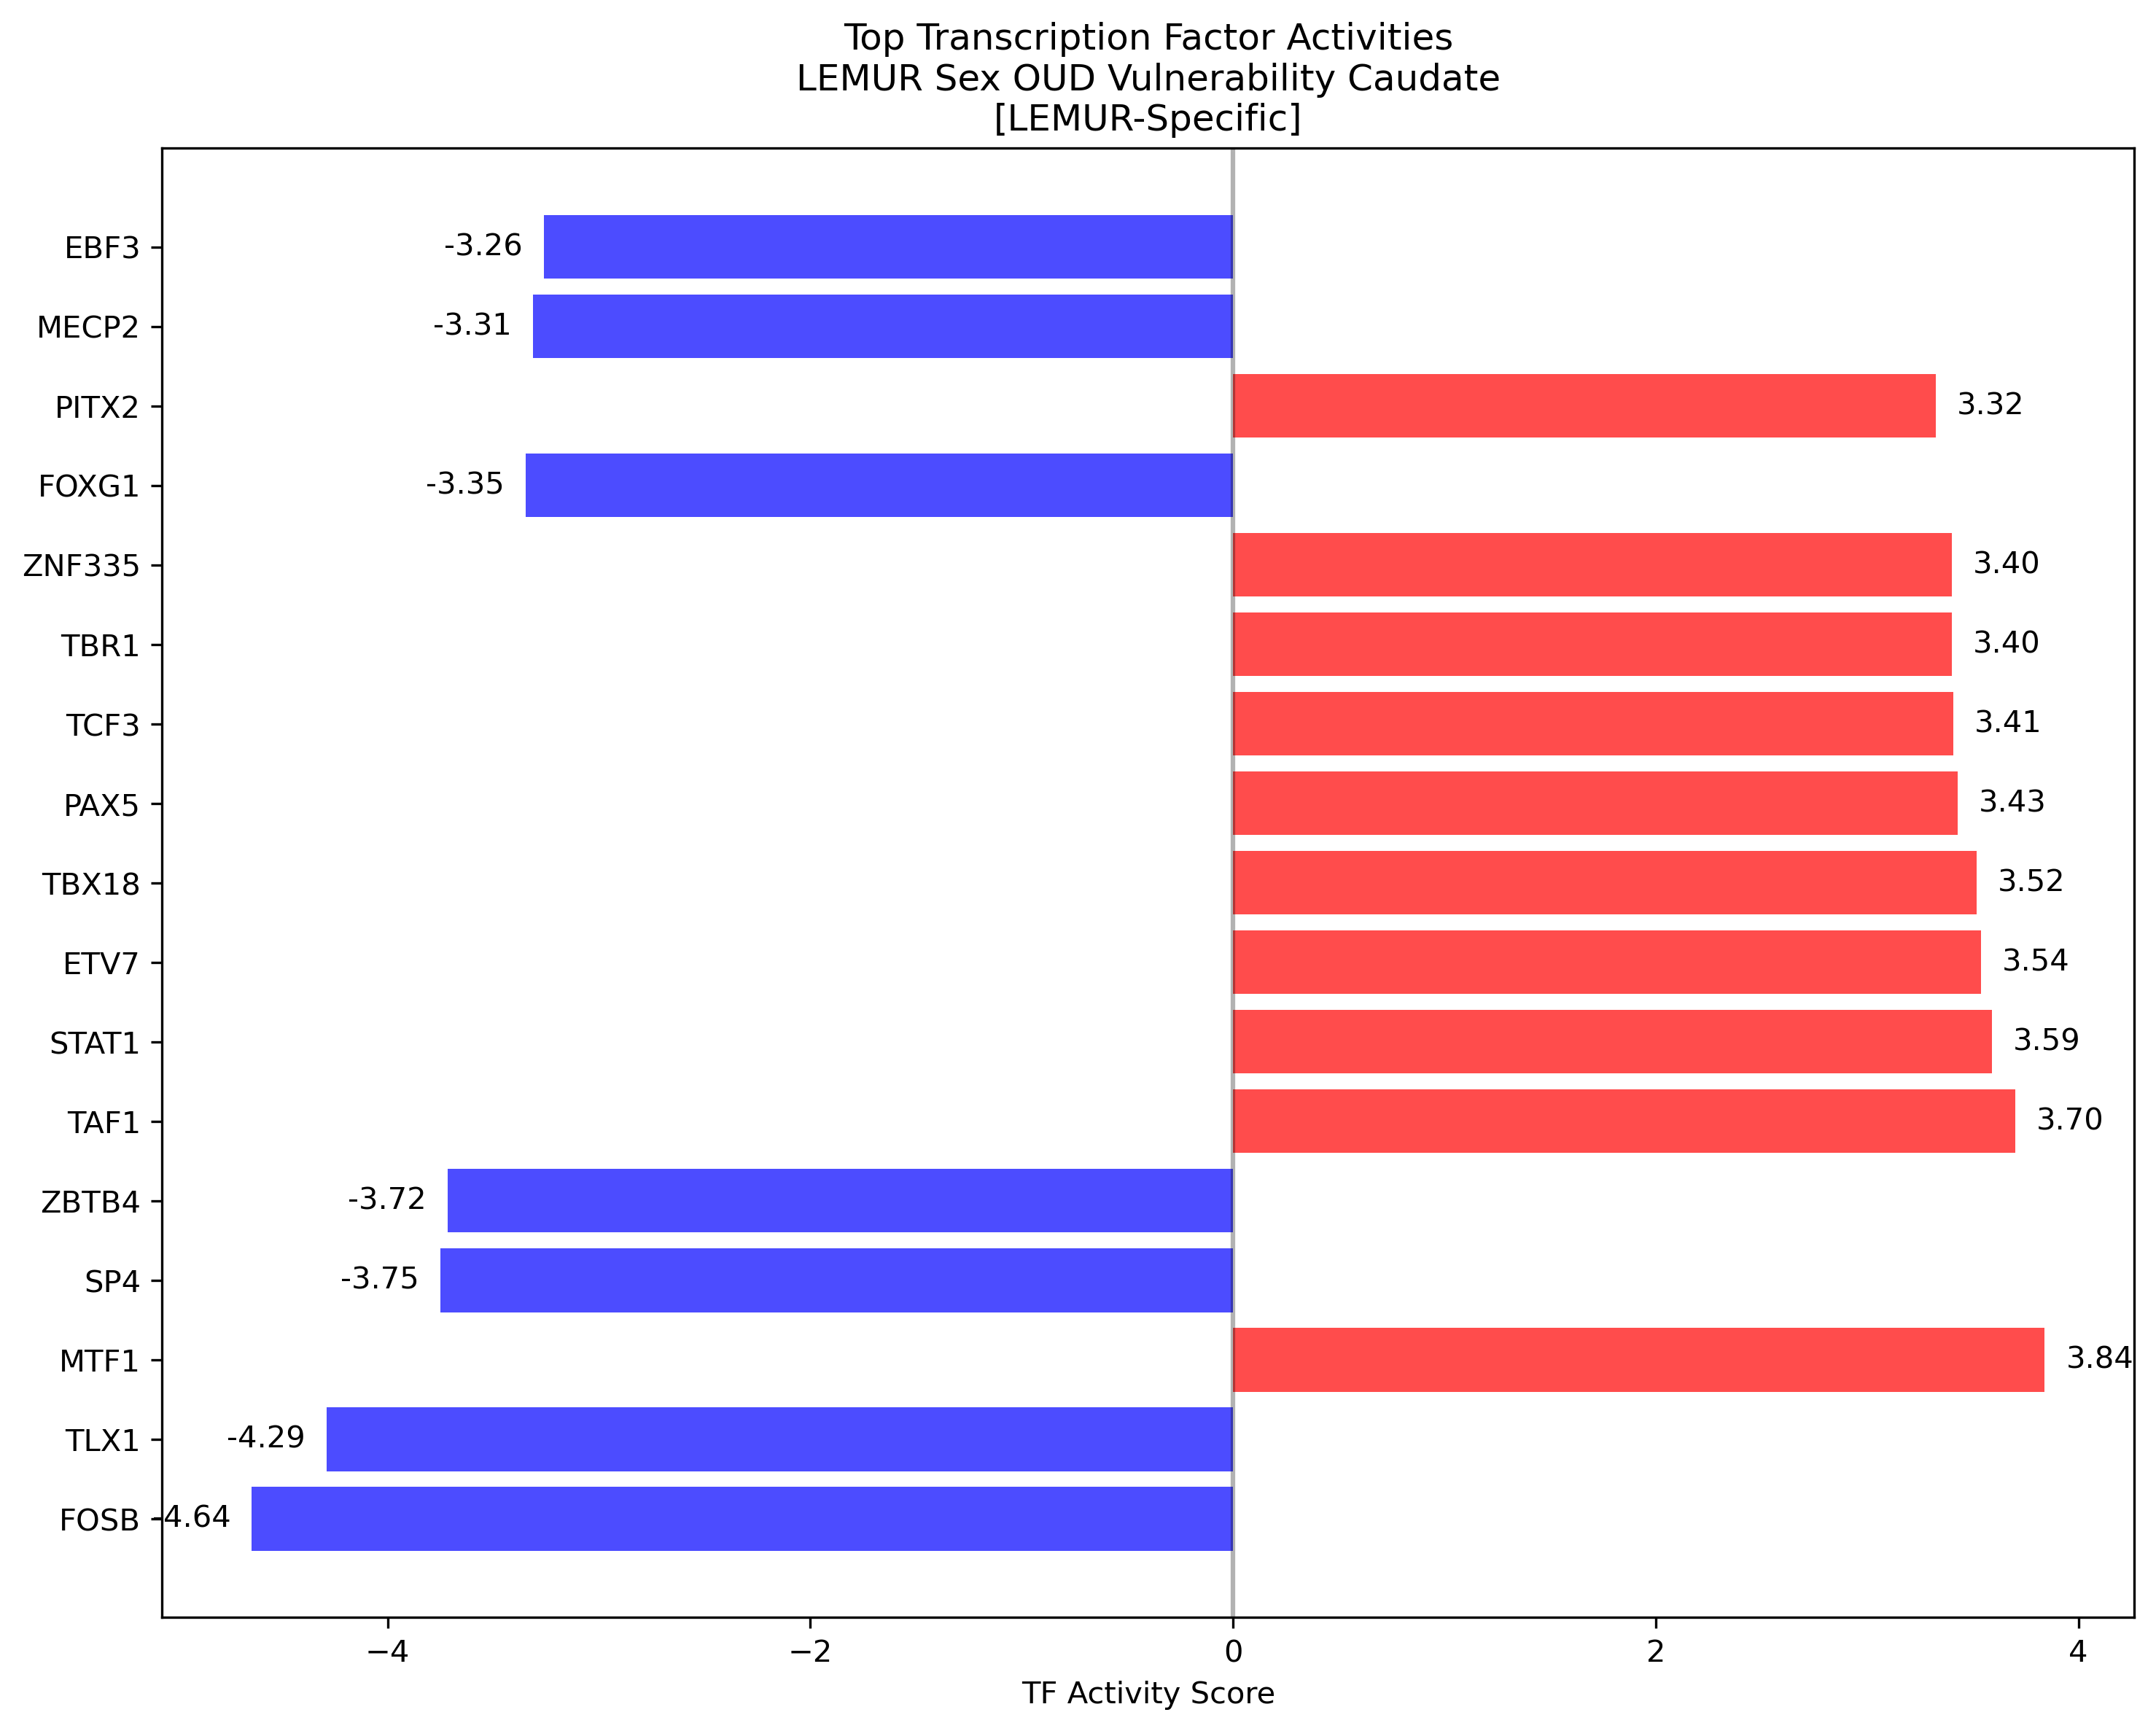 Top Transcription Factor Activities
LEMUR Sex OUD Vulnerability Caudate
[LEMUR-Specific]
EBF3 -3.26
MECP2 -3.31
PITX2 3.32
FOXG1 -3.35
ZNF335 3.40
TBR1 3.40
TCF3 3.41
PAX5 3.43
TBX18 3.52
ETV7 3.54
STAT1 3.59
TAF1 3.70
ZBTB4 -3.72
SP4 -3.75
MTF1 3.84
TLX1 -4.29
FOSB -4.64
−4 −2 0 2 4
TF Activity Score